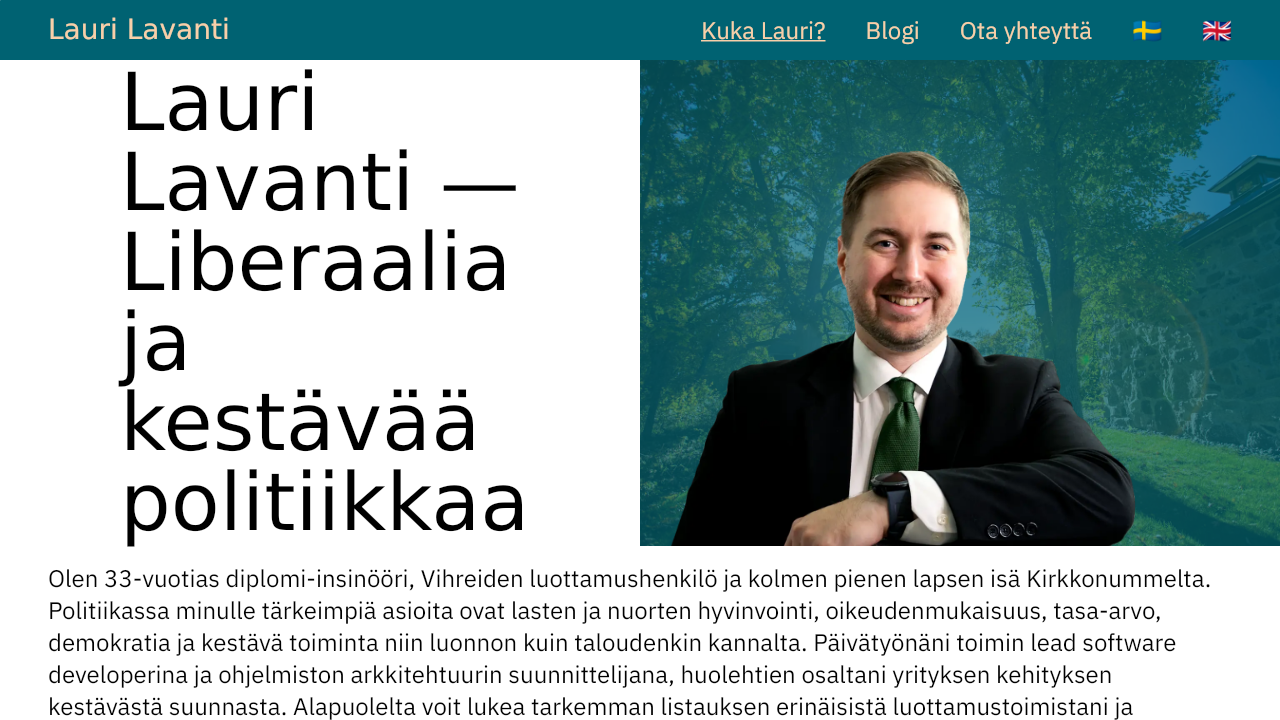 Lauri Lavanti
Kuka Lauri?
Blogi
Ota yhteyttä
Lauri
Lavanti —
Liberaalia
ja
kestävää
politiikkaa
Olen 33-vuotias diplomi-insinööri, Vihreiden luottamushenkilö ja kolmen pienen lapsen isä Kirkkonummelta.
Politiikassa minulle tärkeimpiä asioita ovat lasten ja nuorten hyvinvointi, oikeudenmukaisuus, tasa-arvo,
demokratia ja kestävä toiminta niin luonnon kuin taloudenkin kannalta. Päivätyönäni toimin lead software
developerina ja ohjelmiston arkkitehtuurin suunnittelijana, huolehtien osaltani yrityksen kehityksen
kestävästä suunnasta. Alapuolelta voit lukea tarkemman listauksen erinäisistä luottamustoimistani ja